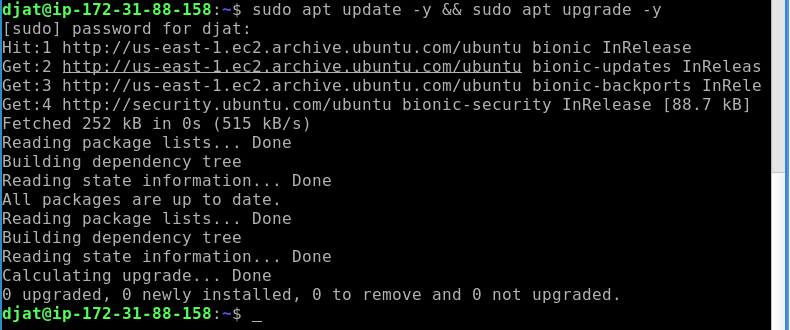 djat@ip-172-31-88-158:~$ sudo apt update -y && sudo apt upgrade -y
[sudo] password for djat:
Hit:1 http://us-east-1.ec2.archive.ubuntu.com/ubuntu bionic InRelease
Get:2 http://us-east-1.ec2.archive.ubuntu.com/ubuntu bionic-updates InReleas
Get:3 http://us-east-1.ec2.archive.ubuntu.com/ubuntu bionic-backports InRele
Get:4 http://security.ubuntu.com/ubuntu bionic-security InRelease [88.7 kB]
Fetched 252 kB in 0s (515 kB/s)
Reading package lists... Done
Building dependency tree
Reading state information... Done
All packages are up to date.
Reading package lists... Done
Building dependency tree
Reading state information... Done
Calculating upgrade... Done
0 upgraded, 0 newly installed, 0 to remove and 0 not upgraded.
djat@ip-172-31-88-158:~$ _